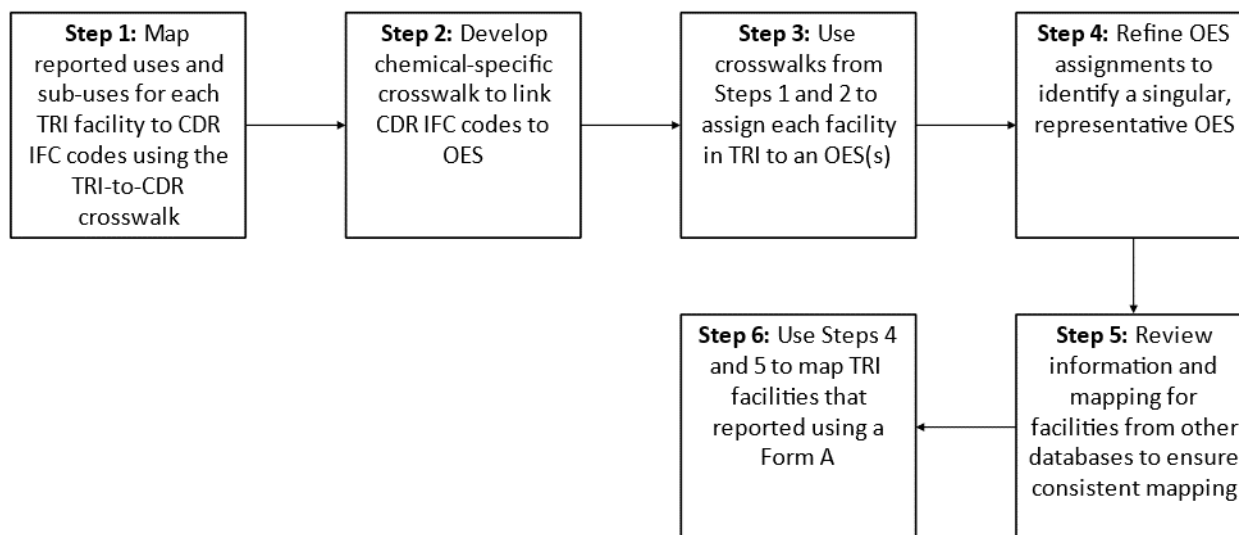 Step 1: Map
reported uses and
sub-uses for each
TRI facility to CDR
IFC codes using the
TRI-to-CDR
crosswalk
Step 2: Develop
chemical-specific
crosswalk to link
CDR IFC codes to
OES
Step 3: Use
crosswalks from
Steps 1 and 2 to
assign each facility
in TRI to an OES(s)
Step 4: Refine OES
assignments to
identify a singular,
representative OES
Step 5: Review
information and
mapping for
facilities from other
databases to ensure
consistent mapping
Step 6: Use Steps 4
and 5 to map TRI
facilities that
reported using a
Form A